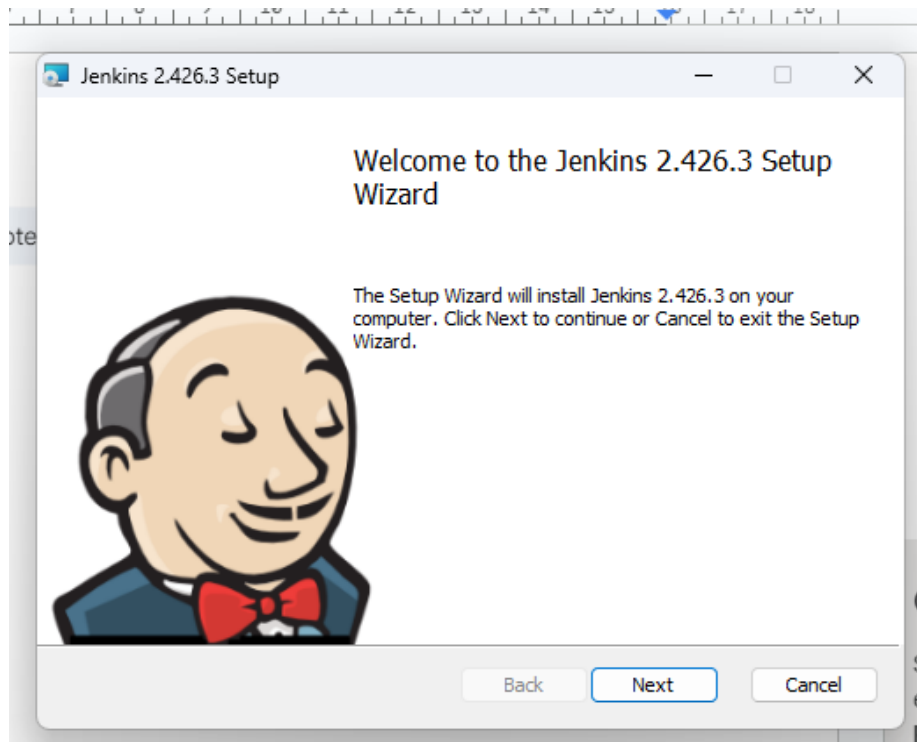 Jenkins 2.426.3 Setup
Welcome to the Jenkins 2.426.3 Setup
Wizard
The Setup Wizard will install Jenkins 2.426.3 on your
computer. Click Next to continue or Cancel to exit the Setup
Wizard.
Back Next Cancel